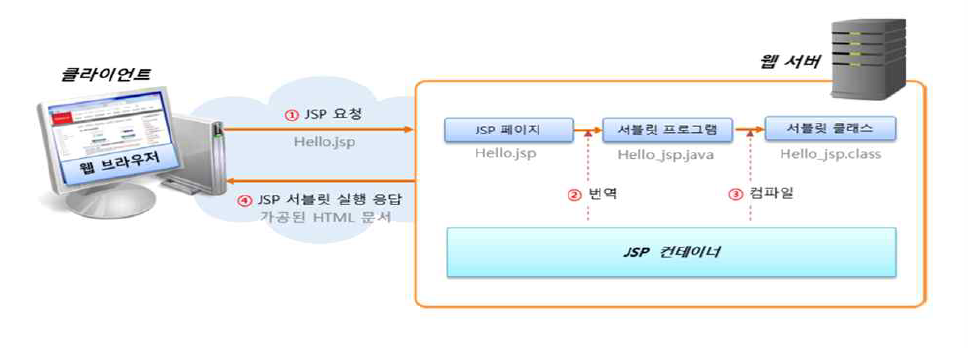 클라이언트
웹 서버
① JSP 요청
Hello.jsp
웹 브라우저
④ JSP 서블릿 실행 응답
가공된 HTML 문서
JSP 페이지
서블릿 프로그램
서블릿 클래스
Hello.jsp
Hello_jsp.java
Hello_jsp.class
② 번역
③ 컴파일
JSP 컨테이너